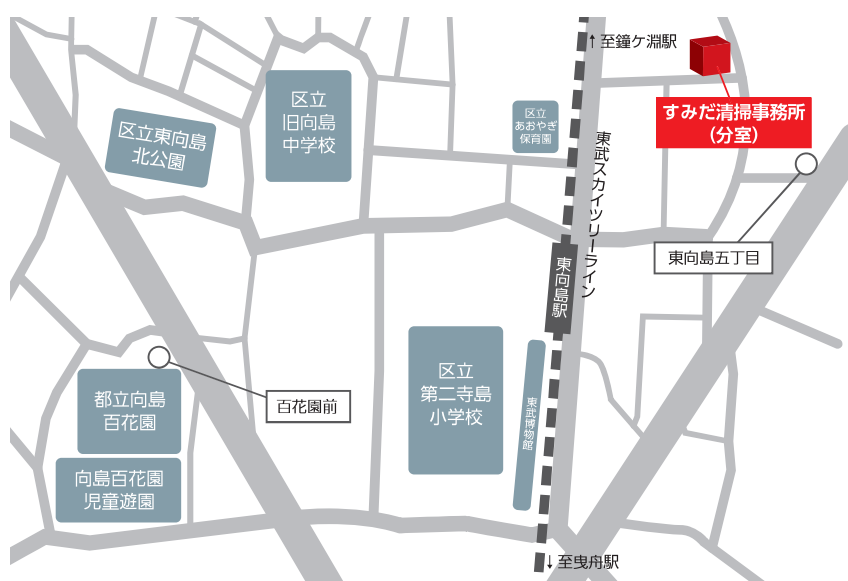 ↑至鐘ケ淵駅
すみだ清掃事務所
（分室）
区立
旧向島
中学校
区立
あおやぎ
保育園
区立東向島
北公園
東武スカイツリーライン
東向島五丁目
東向島駅
区立
第二寺島
小学校
東武博物館
都立向島
百花園
百花園前
向島百花園
児童遊園
↓至曳舟駅